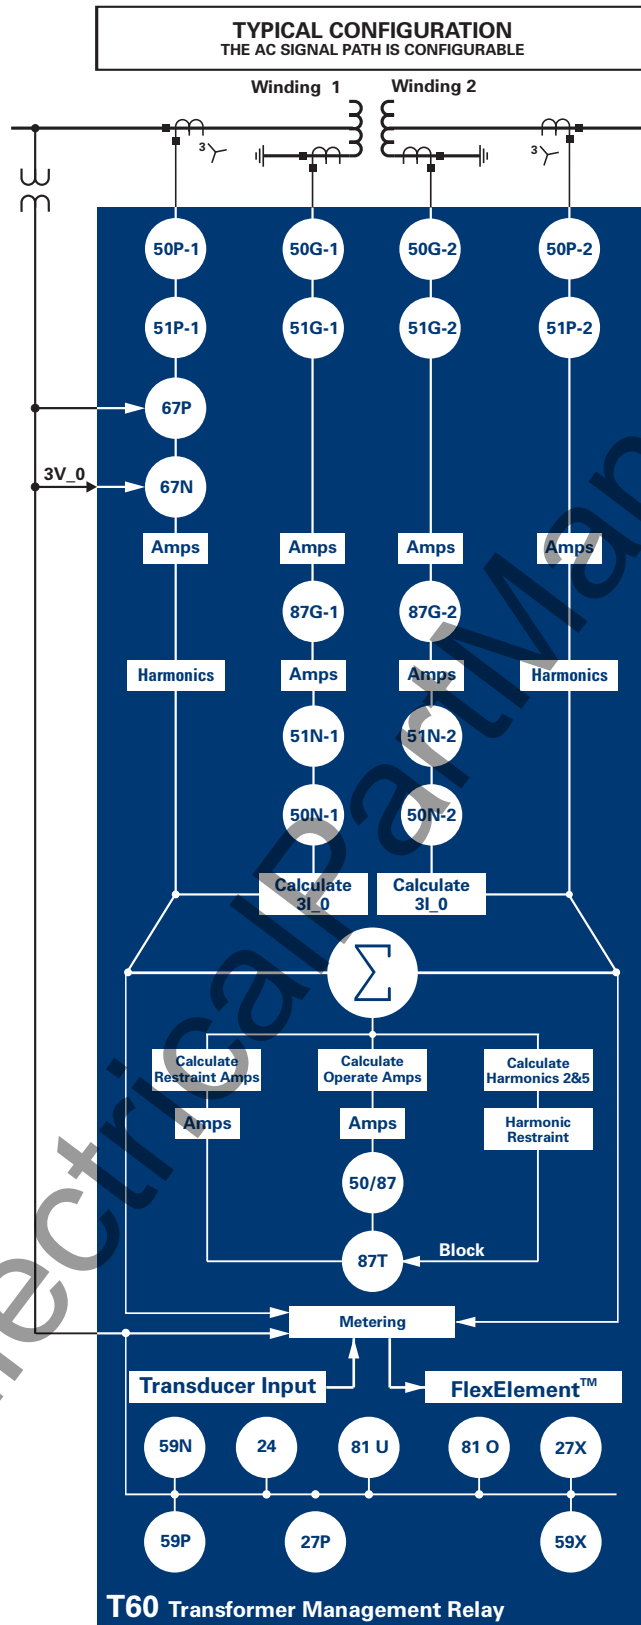 TYPICAL CONFIGURATION
THE AC SIGNAL PATH IS CONFIGURABLE
Winding 1
Winding 2
3
3
50P-1
50G-1
50G-2
50P-2
51P-1
51G-1
51G-2
51P-2
67P
3V_0
67N
Amps
Amps
Amps
Amps
87G-1
87G-2
Harmonics
Amps
Amps
Harmonics
51N-1
51N-2
50N-1
50N-2
Calculate
3I_0
Calculate
3I_0
Σ
Calculate
Restraint Amps
Calculate
Operate Amps
Calculate
Harmonics 2&5
Amps
Amps
Harmonic
Restraint
50/87
87T
Block
Metering
Transducer Input
FlexElement™
59N
24
81 U
81 O
27X
59P
27P
59X
T60 Transformer Management Relay